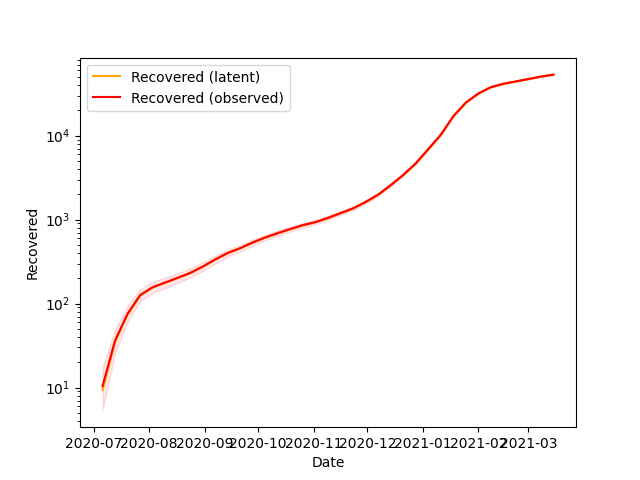 Recovered (latent)
Recovered (observed)
Recovered
10^4
10^3
10^2
10^1
2020-07 2020-08 2020-09 2020-10 2020-11 2020-12 2021-01 2021-02 2021-03
Date